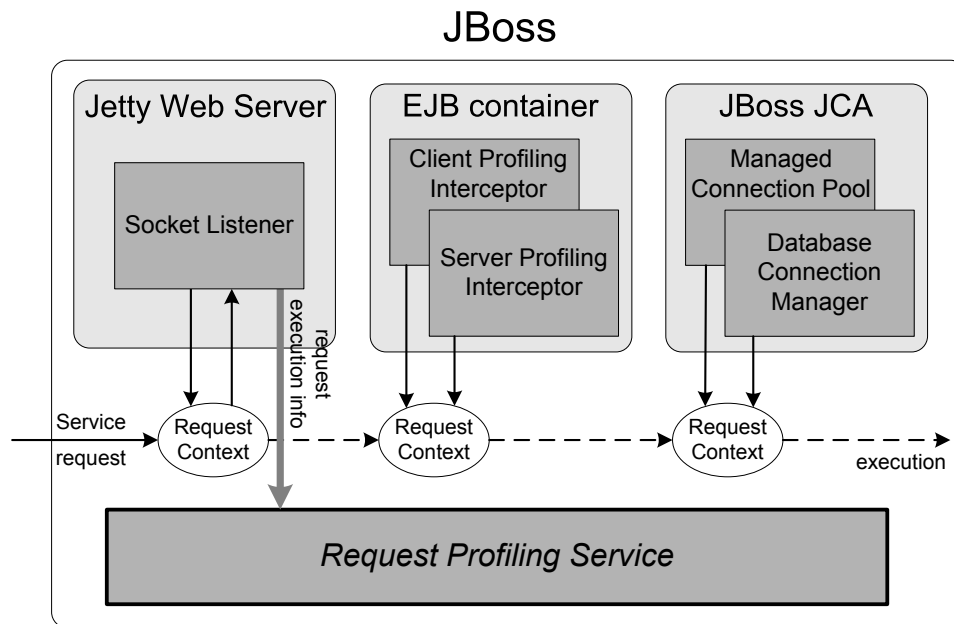 JBoss
Jetty Web Server
EJB container
JBoss JCA
Socket Listener
Client Profiling
Interceptor
Server Profiling
Interceptor
Managed
Connection Pool
Database
Connection
Manager
request
execution info
Service
request
Request
Context
Request
Context
Request
Context
execution
Request Profiling Service